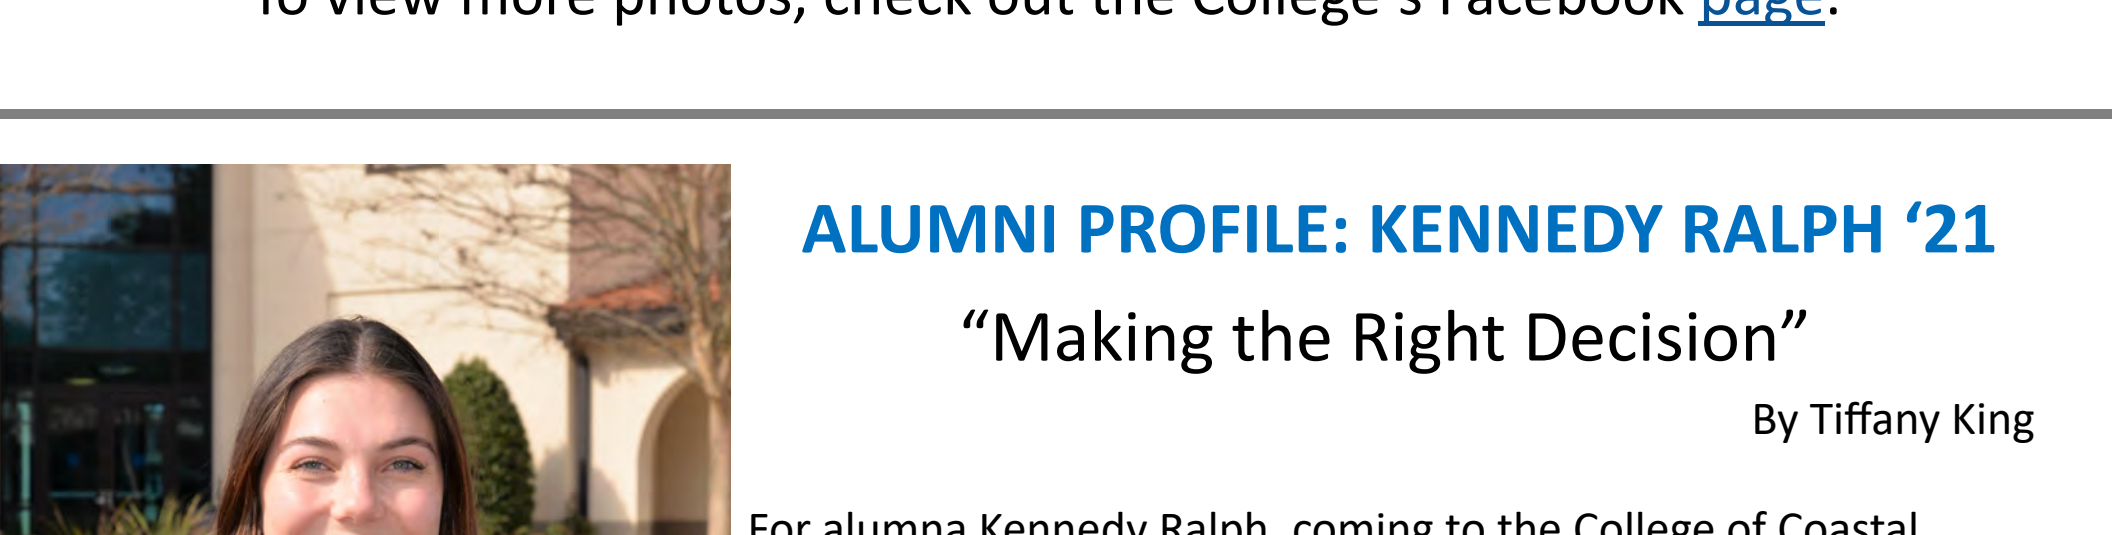 To view more photos, check out the College's Facebook page.
ALUMNI PROFILE: KENNEDY RALPH ‘21
“Making the Right Decision”
By Tiffany King
For alumna Kennedy Ralph, coming to the College of Coastal